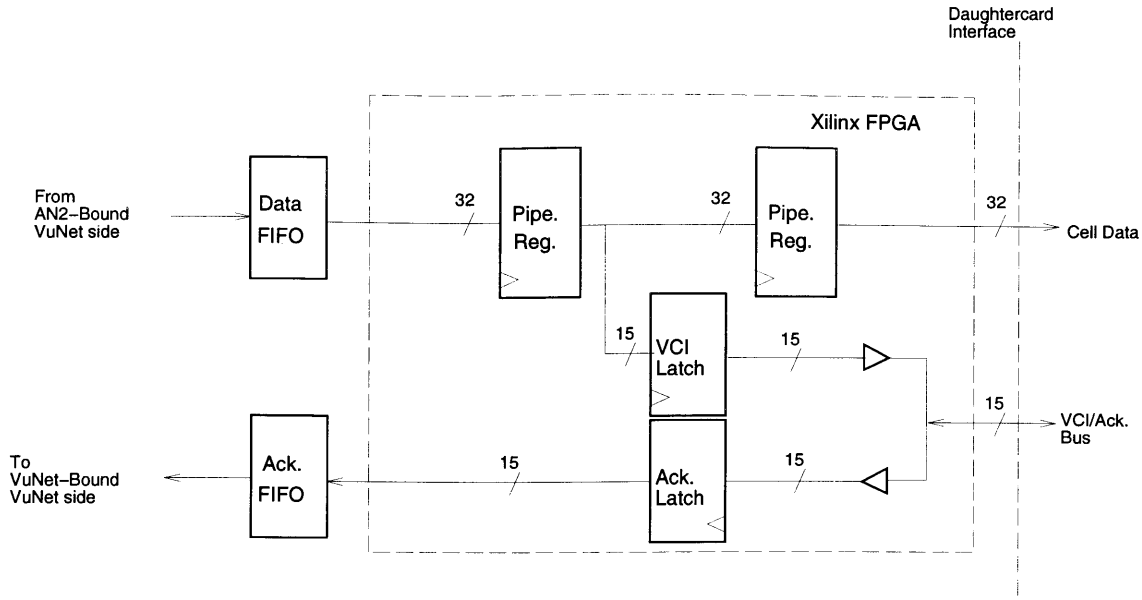 Daughtercard
Interface
Xilinx FPGA
From
AN2-Bound
VuNet side
Data
FIFO
32
Pipe.
Reg.
32
Pipe.
Reg.
32
Cell Data
15
VCI
Latch
15
15
VCI/Ack.
Bus
To
VuNet-Bound
VuNet side
Ack.
FIFO
15
Ack.
Latch
15